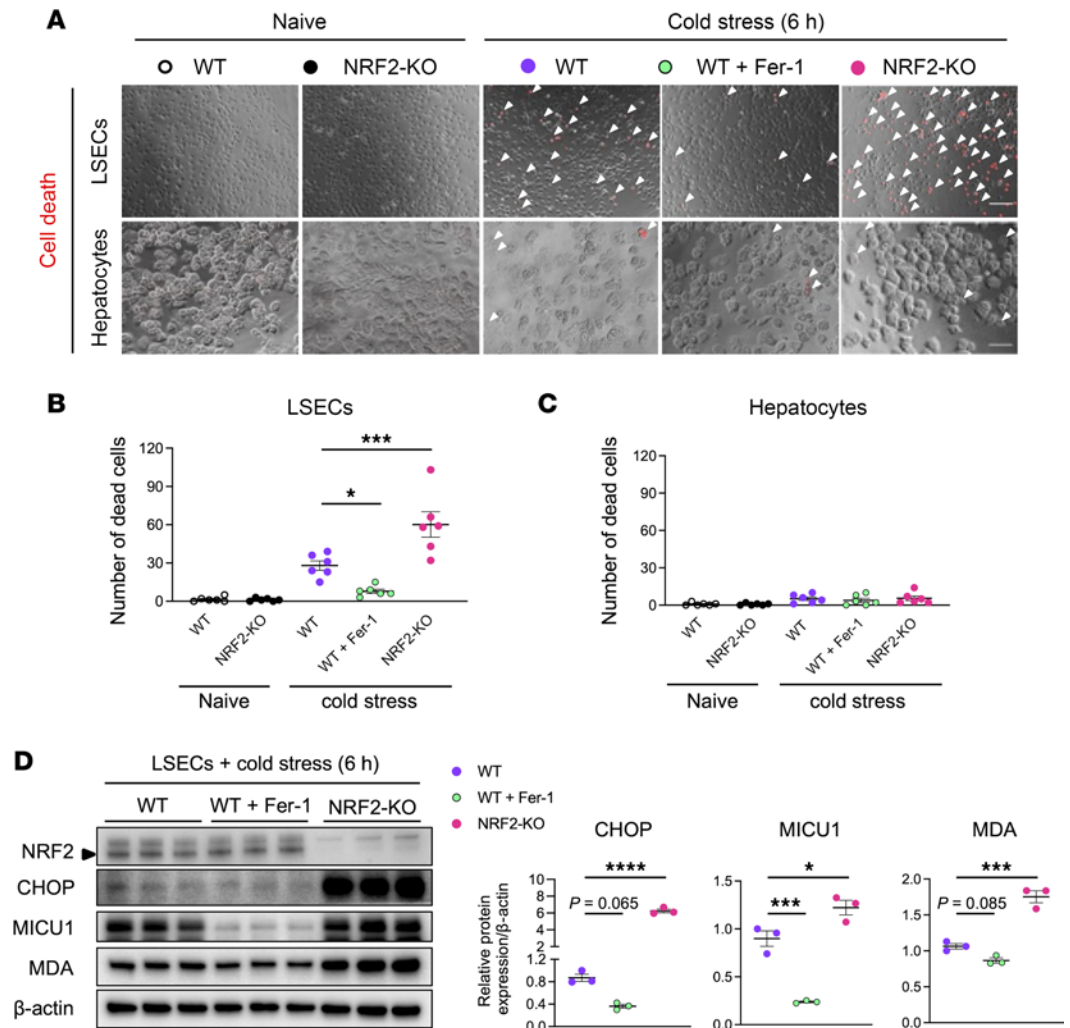 A
Naive
Cold stress (6 h)
WT
NRF2-KO
WT
WT + Fer-1
NRF2-KO
Cell death
LSECs
Hepatocytes
B
LSECs
Number of dead cells
120
90
60
30
0
***
*
WT
NRF2-KO
WT
WT + Fer-1
NRF2-KO
Naive
cold stress
C
Hepatocytes
Number of dead cells
120
90
60
30
0
WT
NRF2-KO
WT
WT + Fer-1
NRF2-KO
Naive
cold stress
D
LSECs + cold stress (6 h)
WT
WT + Fer-1
NRF2-KO
NRF2
CHOP
MICU1
MDA
β-actin
WT
WT + Fer-1
NRF2-KO
Relative protein
expression/β-actin
CHOP
****
P = 0.065
10
8
6
4
2
1.2
0.8
0.4
0.0
MICU1
*
***
1.5
1.0
0.5
0.0
MDA
***
P = 0.085
2.0
1.5
1.0
0.5
0.0